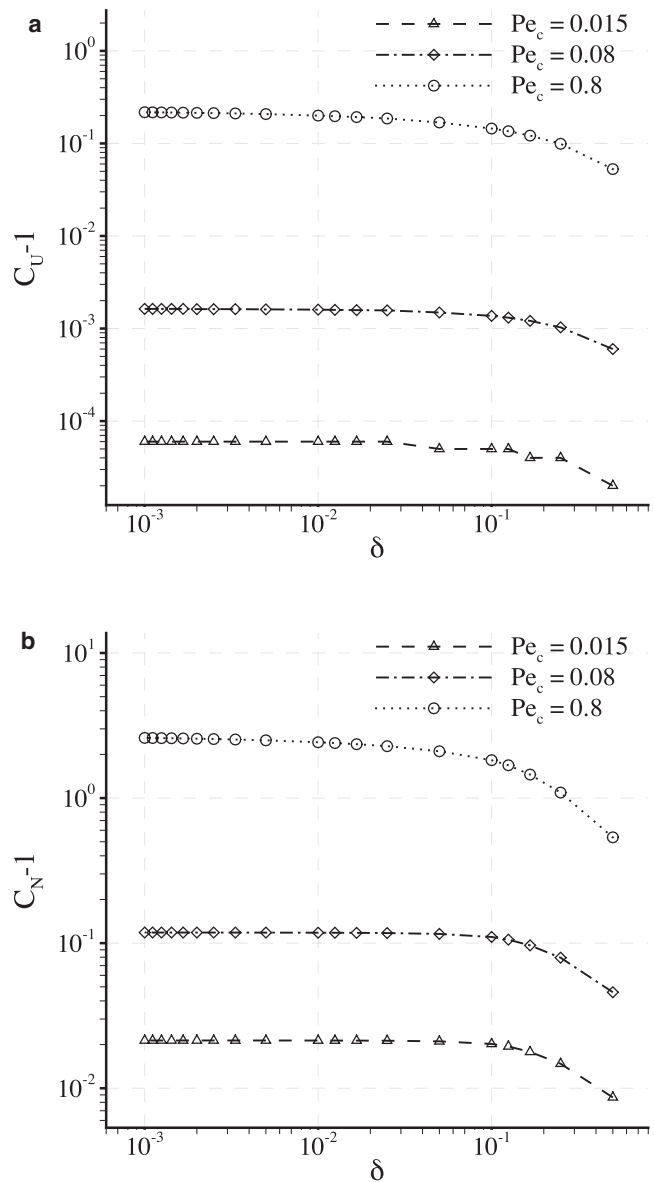 a
Pe_c = 0.015
Pe_c = 0.08
Pe_c = 0.8
10^0
10^-1
10^-2
10^-3
10^-4
C_U-1
10^-3 10^-2 10^-1
δ
b
Pe_c = 0.015
Pe_c = 0.08
Pe_c = 0.8
10^1
10^0
10^-1
10^-2
C_N-1
10^-3 10^-2 10^-1
δ